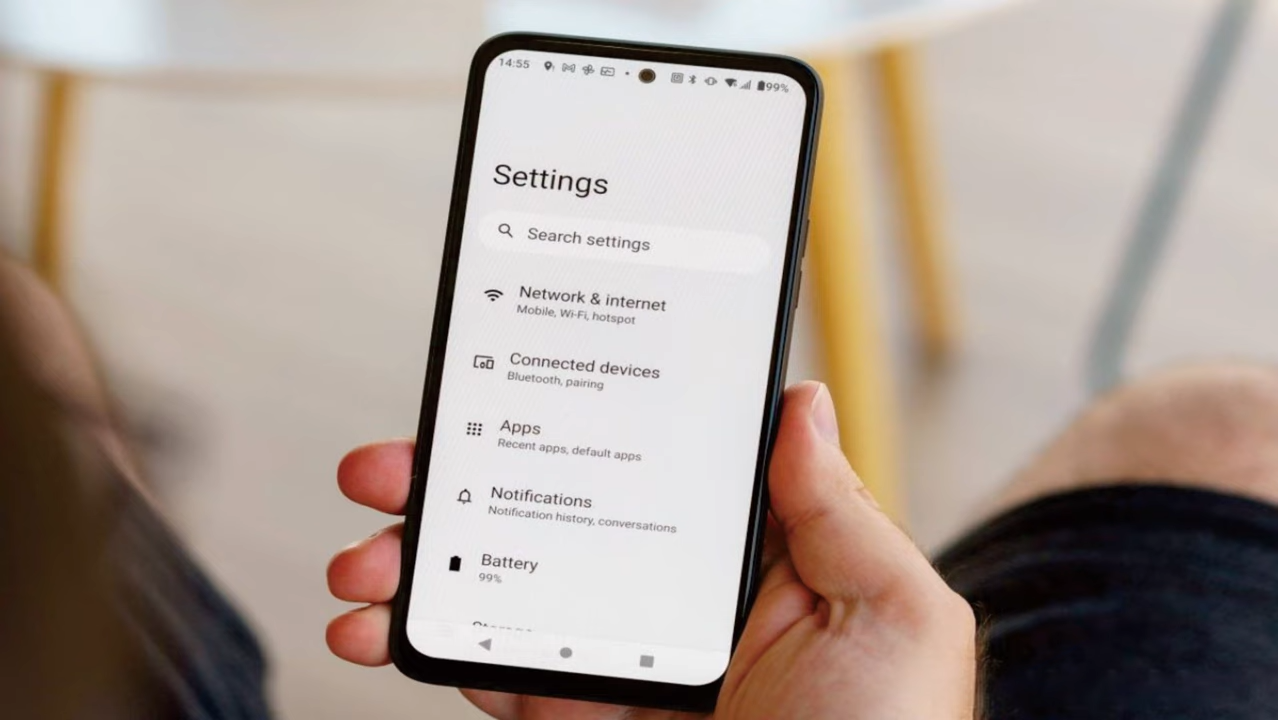 14:55 99%
Settings
Search settings
Network & internet
Mobile, Wi-Fi, hotspot
Connected devices
Bluetooth, pairing
Apps
Recent apps, default apps
Notifications
Notification history, conversations
Battery
99%